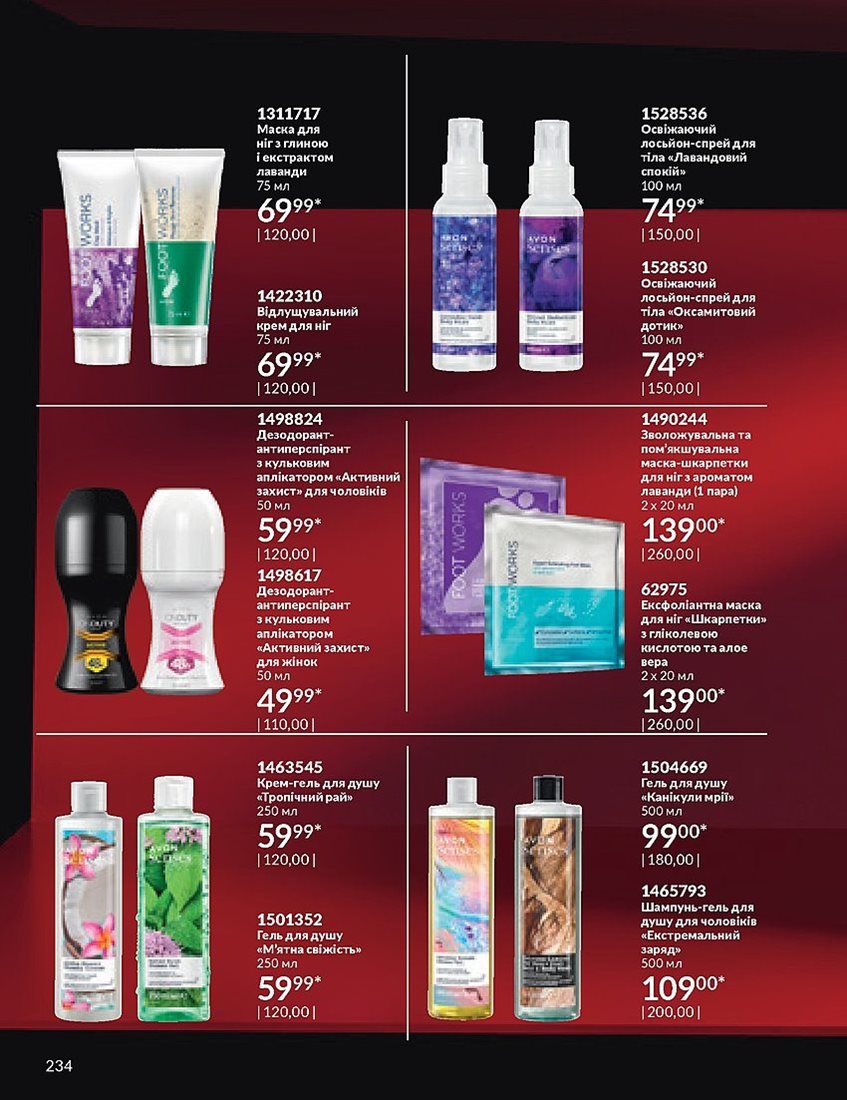 1311717
Маска для
ніг з глиною
і екстрактом
лаванди
75 мл
69⁹⁹*
|120,00|
1422310
Відлущувальний
крем для ніг
75 мл
69⁹⁹*
|120,00|
FOOT WORKS
FOOT WORKS
1528536
Освіжаючий
лосьйон-спрей для
тіла «Лавандовий
спокій»
100 мл
74⁹⁹*
|150,00|
1528530
Освіжаючий
лосьйон-спрей для
тіла «Оксамитовий
дотик»
100 мл
74⁹⁹*
|150,00|
AVON
senses
AVON
senses
1498824
Дезодорант-
антиперспірант
з кульковим
аплікатором «Активний
захист» для чоловіків
50 мл
59⁹⁹*
|120,00|
1498617
Дезодорант-
антиперспірант
з кульковим
аплікатором
«Активний захист»
для жінок
50 мл
49⁹⁹*
|110,00|
ONDUTY
48
ONDUTY
48
1490244
Зволожувальна та
пом'якшувальна
маска-шкарпетки
для ніг з ароматом
лаванди (1 пара)
2 х 20 мл
139⁰⁰*
|260,00|
62975
Ексфоліантна маска
для ніг «Шкарпетки»
з гліколевою
кислотою та алое
вера
2 х 20 мл
139⁰⁰*
|260,00|
FOOT WORKS
FOOT WORKS
1463545
Крем-гель для душу
«Тропічний рай»
250 мл
59⁹⁹*
|120,00|
1501352
Гель для душу
«М'ятна свіжість»
250 мл
59⁹⁹*
|120,00|
AVON
senses
AVON
senses
1504669
Гель для душу
«Канікули мрії»
500 мл
99⁰⁰*
|180,00|
1465793
Шампунь-гель для
душу для чоловіків
«Екстремальний
заряд»
500 мл
109⁰⁰*
|200,00|
AVON
senses
AVON
senses
234